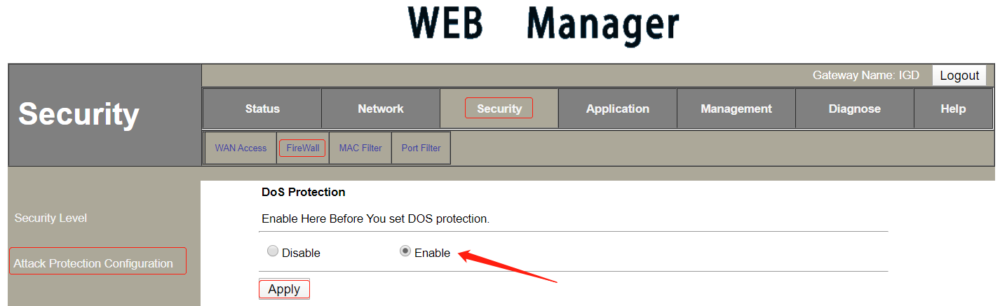 WEB Manager
Gateway Name: IGD Logout
Security
Status Network Security Application Management Diagnose Help
WAN Access FireWall MAC Filter Port Filter
DoS Protection
Security Level
Enable Here Before You set DOS protection.
Disable Enable
Attack Protection Configuration
Apply